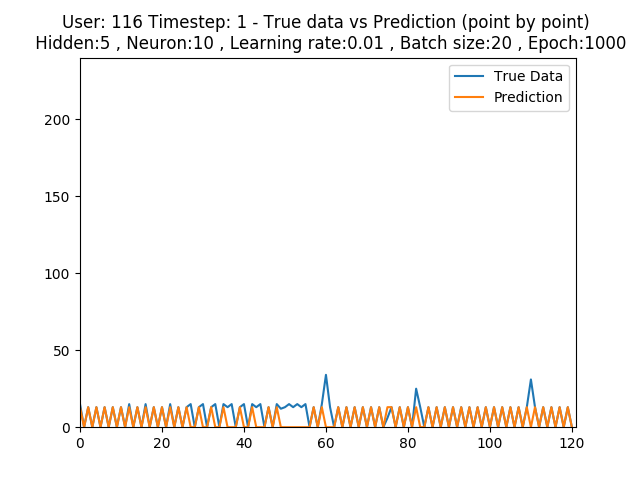 User: 116 Timestep: 1 - True data vs Prediction (point by point)
Hidden:5 , Neuron:10 , Learning rate:0.01 , Batch size:20 , Epoch:1000
True Data
Prediction
200
150
100
50
0
0 20 40 60 80 100 120